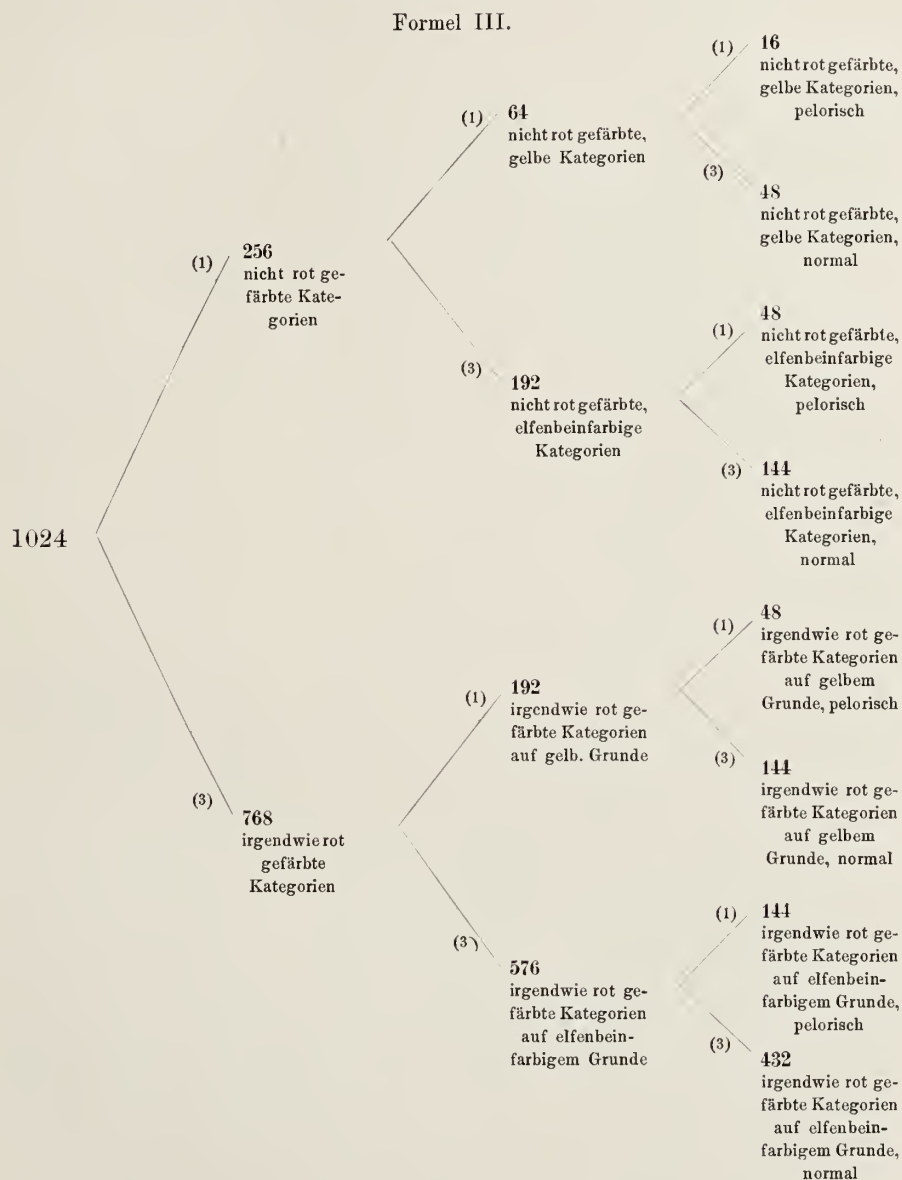 Formel III.
1024
(1)
256
nicht rot ge-
färbte Kate-
gorien
(3)
768
irgendwie rot
gefärbte
Kategorien
(1)
64
nicht rot gefärbte,
gelbe Kategorien
(3)
192
nicht rot gefärbte,
elfenbeinfarbige
Kategorien
(1)
192
irgendwie rot ge-
färbte Kategorien
auf gelb. Grunde
(3)
576
irgendwie rot ge-
färbte Kategorien
auf elfenbein-
farbigem Grunde
(1)
16
nicht rot gefärbte,
gelbe Kategorien,
pelorisch
(3)
48
nicht rot gefärbte,
gelbe Kategorien,
normal
(1)
48
nicht rot gefärbte,
elfenbeinfarbige
Kategorien,
pelorisch
(3)
144
nicht rot gefärbte,
elfenbeinfarbige
Kategorien,
normal
(1)
48
irgendwie rot ge-
färbte Kategorien
auf gelbem
Grunde, pelorisch
(3)
144
irgendwie rot ge-
färbte Kategorien
auf gelbem
Grunde, normal
(1)
144
irgendwie rot ge-
färbte Kategorien
auf elfenbein-
farbigem Grunde,
pelorisch
(3)
432
irgendwie rot ge-
färbte Kategorien
auf elfenbein-
farbigem Grunde,
normal